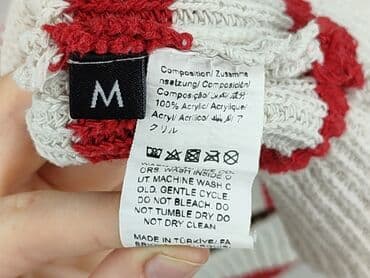 M
Composition/ Zusamme
nsetzung/ Composición/
Composição/
100% Acrylic/ Acrylique/
Acryl/ Acrílico/
クリル
ORS. WASH INSIDE O
UT. MACHINE WASH C
OLD. GENTLE CYCLE.
DO NOT BLEACH. DO
NOT TUMBLE DRY DO
NOT DRY CLEAN
MADE IN TÜRKİYE/ FA